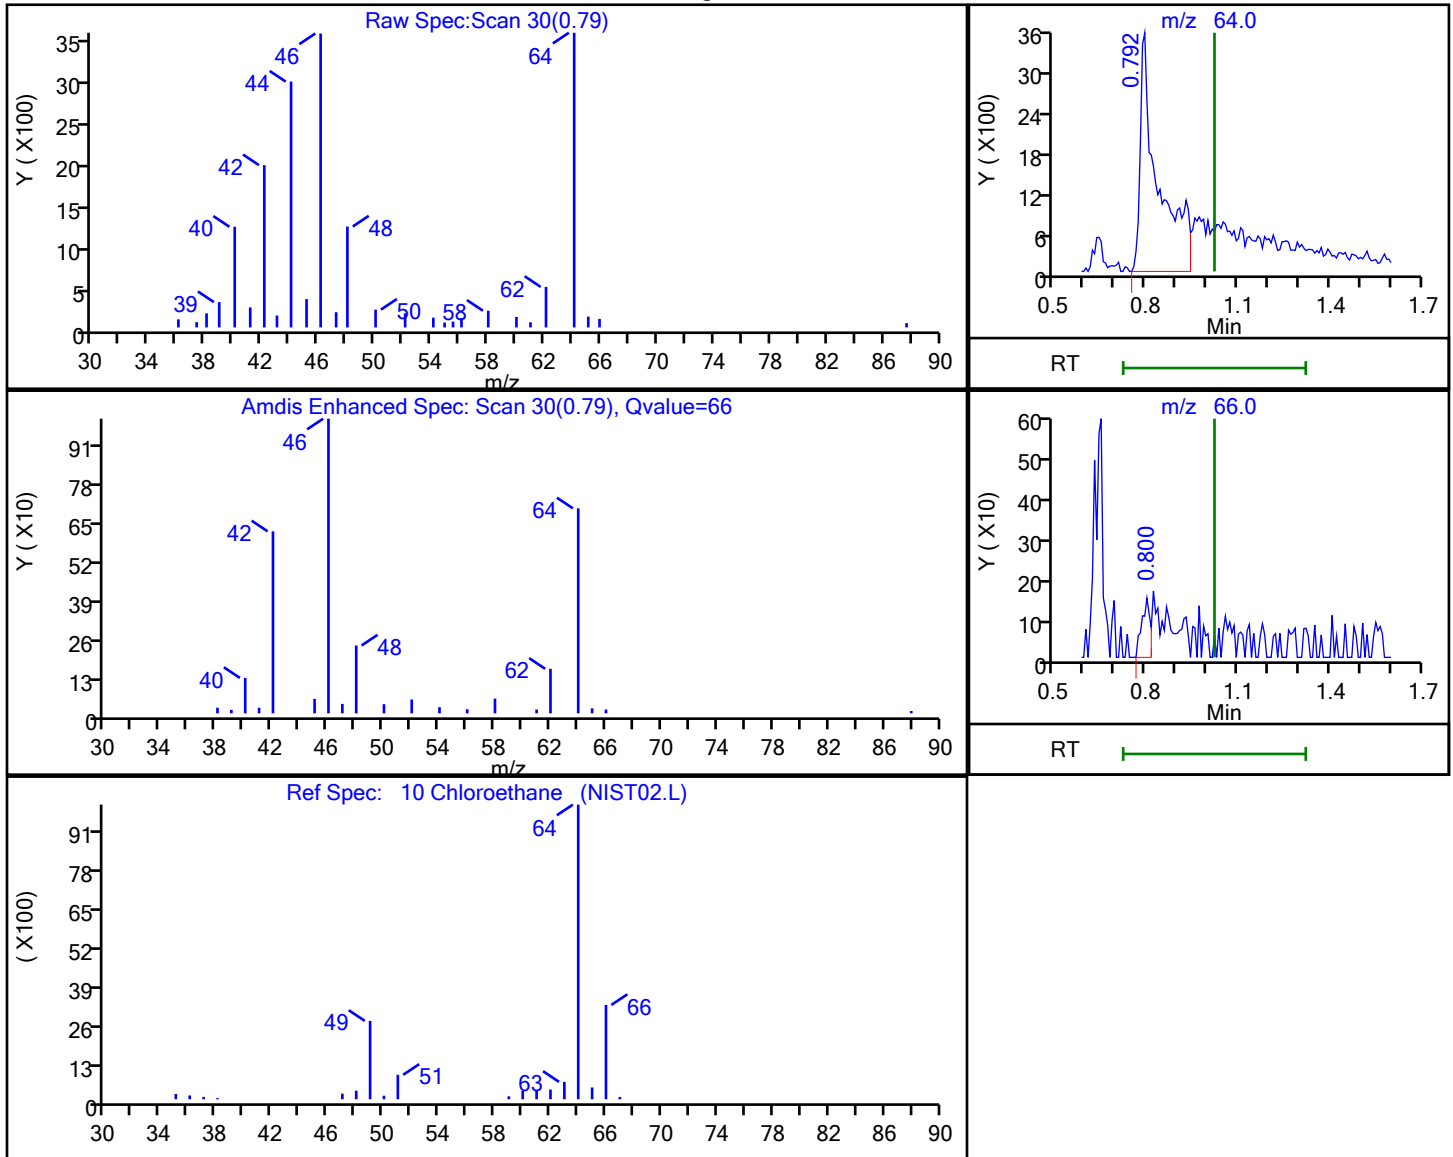 Raw Spec:Scan 30(0.79)
Y ( X100)
35
30
25
20
15
10
5
0
46
64
44
42
40
48
39
50
58
62
30 34 38 42 46 50 54 58 62 66 70 74 78 82 86 90
m/z
m/z 64.0
Y ( X100)
36
30
24
18
12
6
0
0.792
0.5 0.8 1.1 1.4 1.7
Min
RT
Amdis Enhanced Spec: Scan 30(0.79), Qvalue=66
Y ( X10)
91
78
65
52
39
26
13
0
46
64
42
48
40
62
30 34 38 42 46 50 54 58 62 66 70 74 78 82 86 90
m/z
m/z 66.0
Y ( X10)
60
50
40
30
20
10
0
0.800
0.5 0.8 1.1 1.4 1.7
Min
RT
Ref Spec: 10 Chloroethane (NIST02.L)
( X100)
91
78
65
52
39
26
13
0
64
66
49
51
63
30 34 38 42 46 50 54 58 62 66 70 74 78 82 86 90